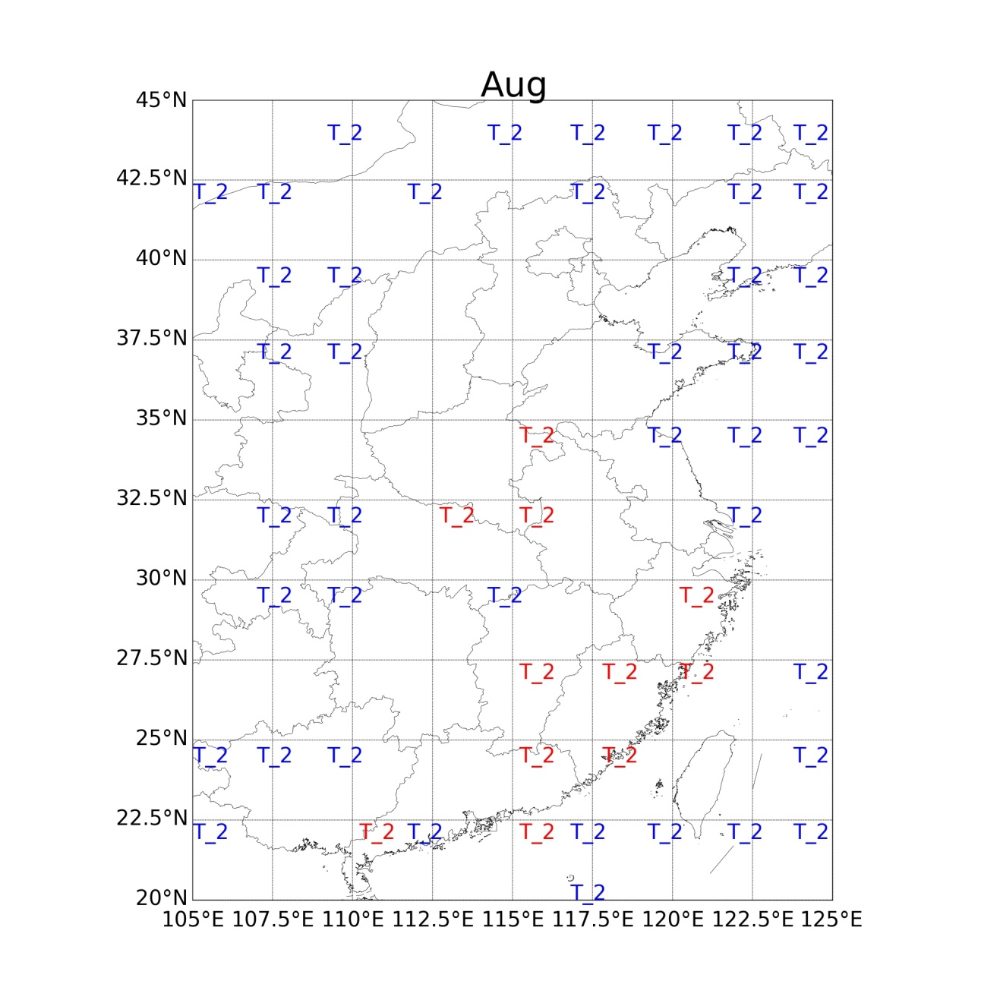 Aug
45°N
T_2 T_2 T_2 T_2 T_2 T_2
42.5°N
T_2 T_2 T_2 T_2 T_2 T_2
40°N
T_2 T_2 T_2 T_2
37.5°N
T_2 T_2 T_2 T_2 T_2
35°N
T_2 T_2 T_2 T_2
32.5°N
T_2 T_2 T_2 T_2 T_2
30°N
T_2 T_2 T_2 T_2
27.5°N
T_2 T_2 T_2 T_2
25°N
T_2 T_2 T_2 T_2 T_2 T_2
22.5°N
T_2 T_2 T_2 T_2 T_2 T_2 T_2 T_2
T_2
20°N
105°E 107.5°E 110°E 112.5°E 115°E 117.5°E 120°E 122.5°E 125°E